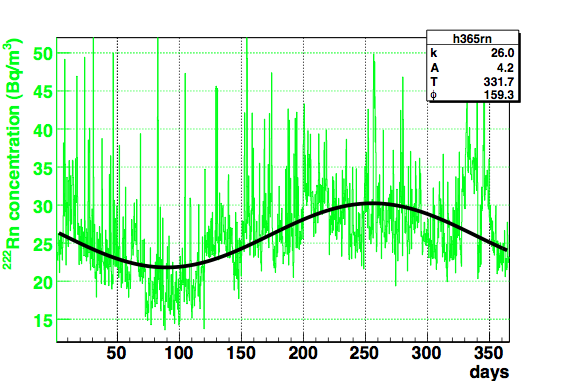 h365rn
k 26.0
A 4.2
T 331.7
ϕ 159.3
222Rn concentration (Bq/m3)
50
45
40
35
30
25
20
15
50 100 150 200 250 300 350
days